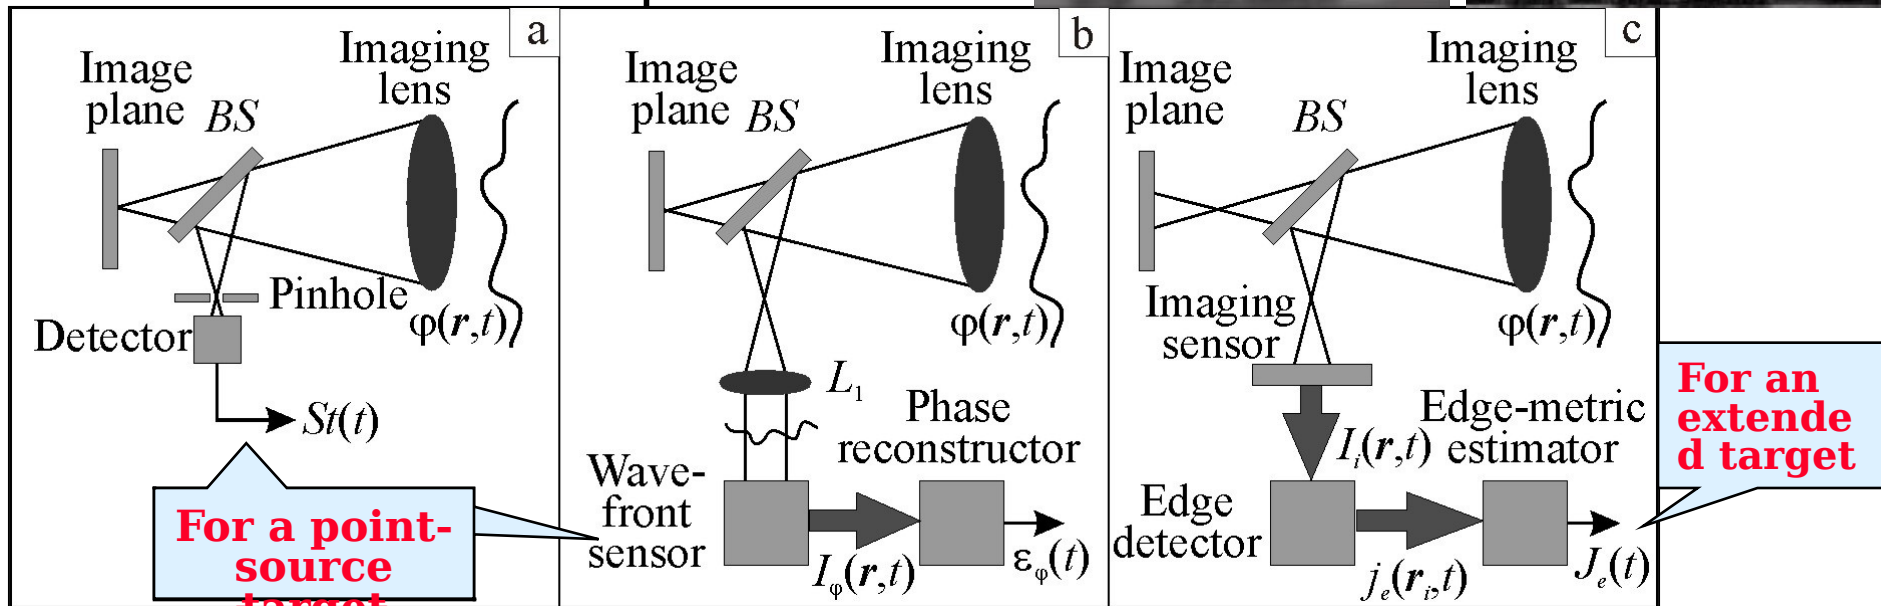 a
Image
plane
BS
Imaging
lens
Pinhole
φ(r,t)
Detector
St(t)
For a point-
source
target
b
Image
plane
BS
Imaging
lens
φ(r,t)
L1
Phase
reconstructor
Wave-
front
sensor
Iφ(r,t)
εφ(t)
c
Image
plane
BS
Imaging
lens
φ(r,t)
Imaging
sensor
Ii(r,t)
Edge-metric
estimator
Edge
detector
je(ri,t)
Je(t)
For an
extende
d target